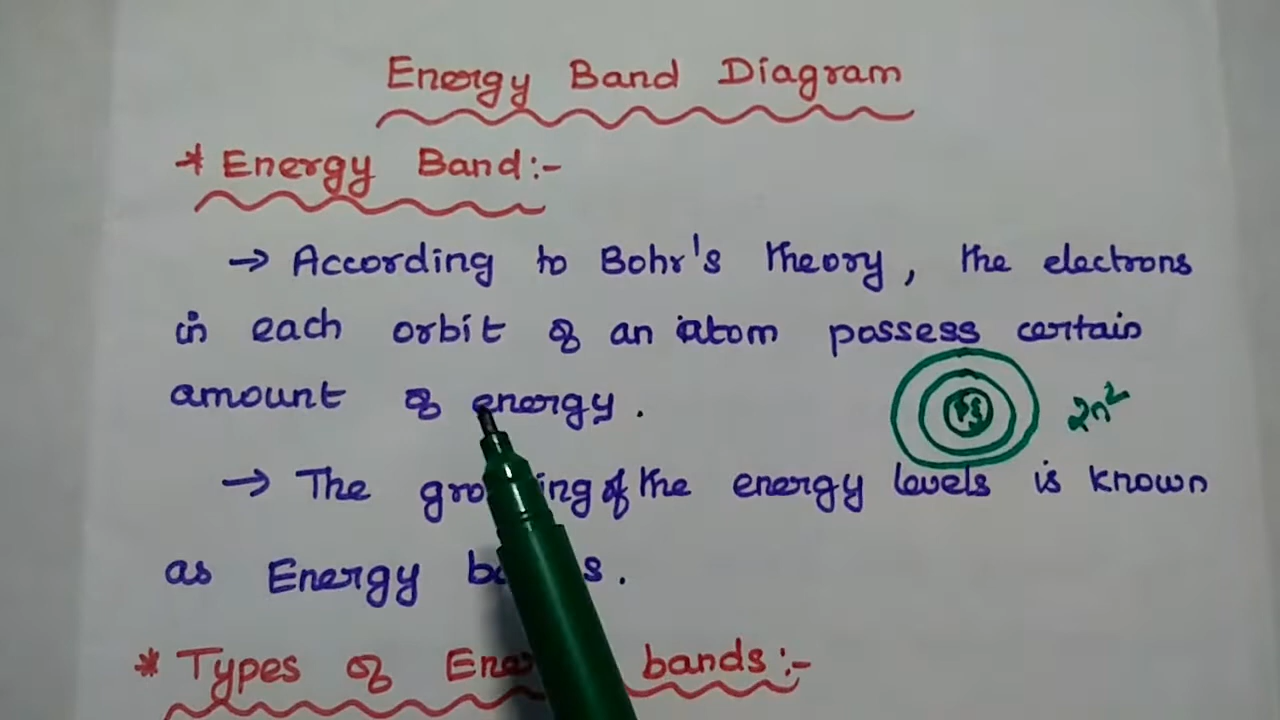 Energy Band Diagram
* Energy Band:-
→ According to Bohr's theory, the electrons
in each orbit of an atom possess certain
amount of energy.
2n²
→ The of the energy levels is known
as Energy
* Types of bands:-